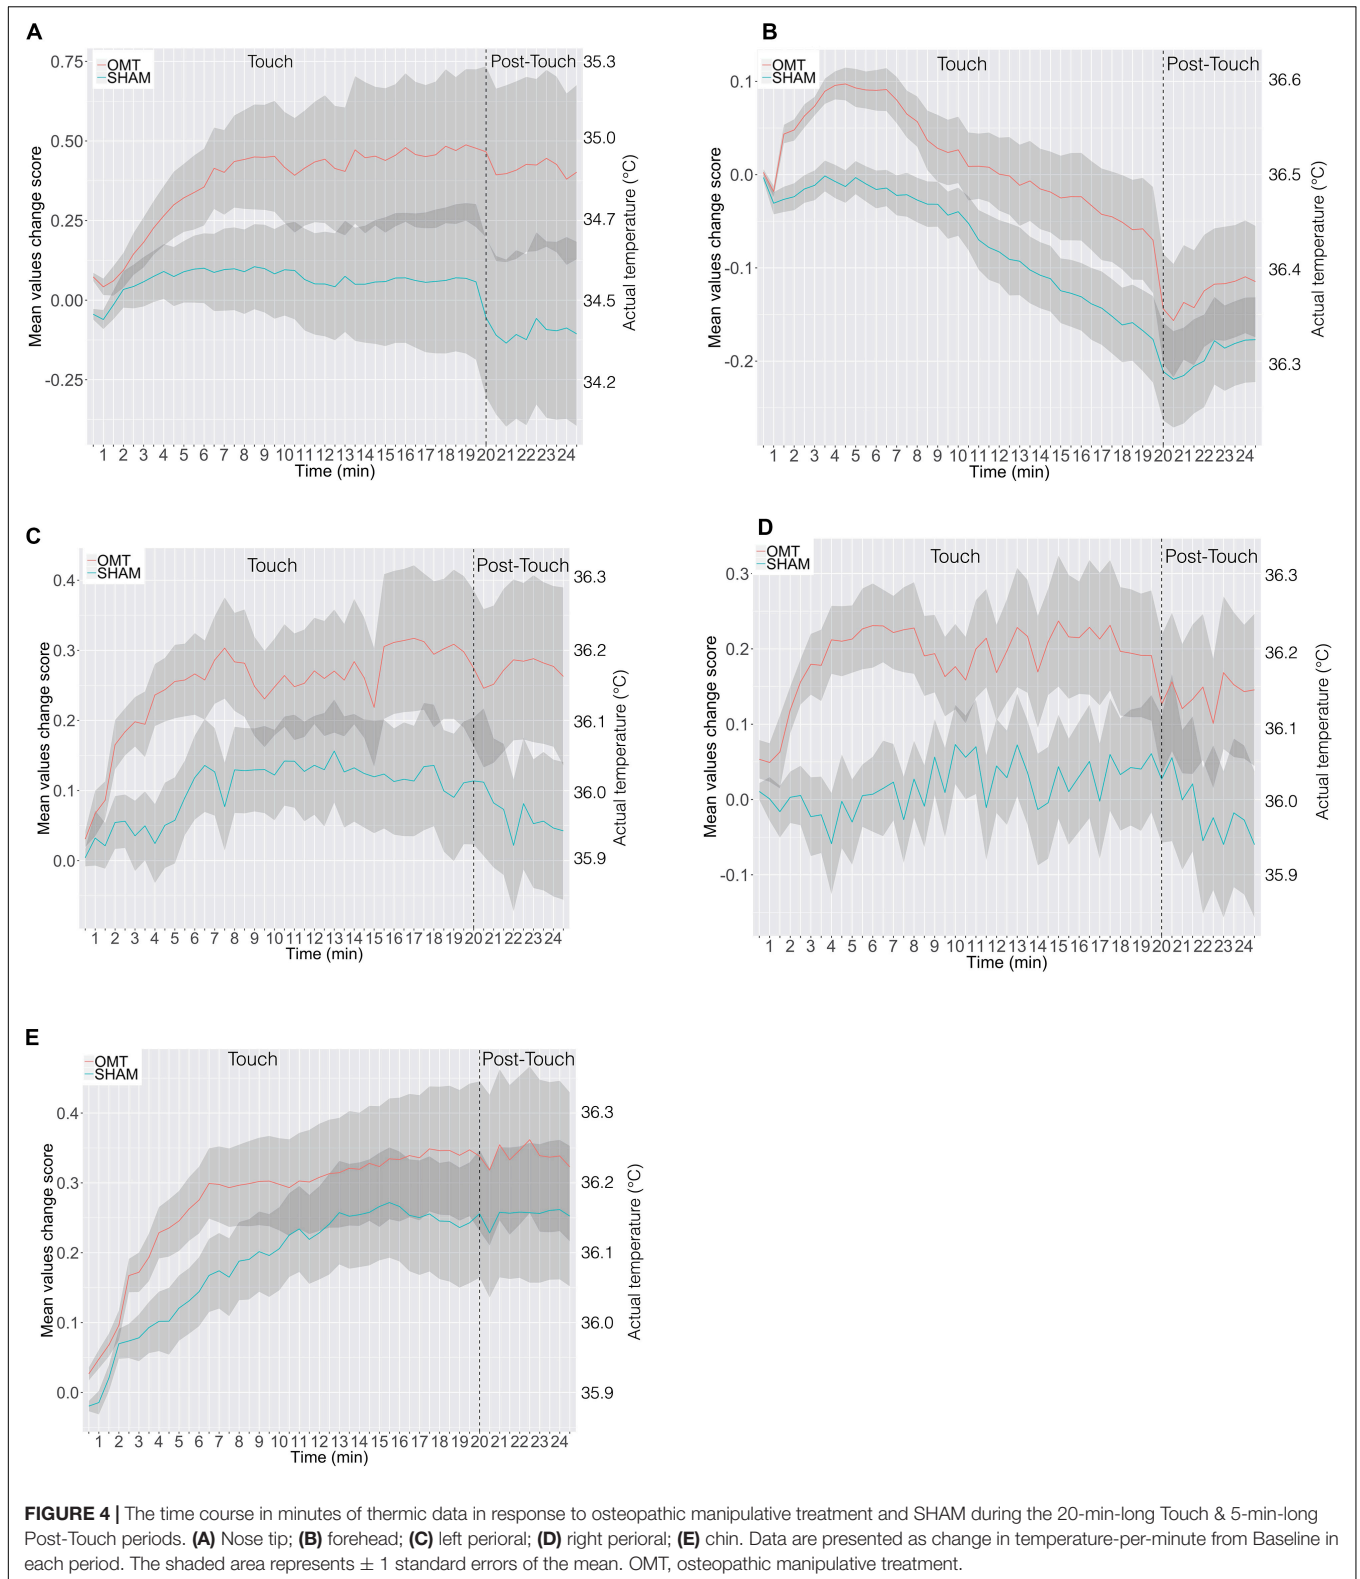 A
OMT
SHAM
Touch
Post-Touch
Mean values change score
0.75
0.50
0.25
0.00
-0.25
35.3
35.0
34.7
34.5
34.2
Actual temperature (°C)
1 2 3 4 5 6 7 8 9 10 11 12 13 14 15 16 17 18 19 20 21 22 23 24
Time (min)
B
OMT
SHAM
Touch
Post-Touch
Mean values change score
0.1
0.0
-0.1
-0.2
36.6
36.5
36.4
36.3
Actual temperature (°C)
1 2 3 4 5 6 7 8 9 10 11 12 13 14 15 16 17 18 19 20 21 22 23 24
Time (min)
C
OMT
SHAM
Touch
Post-Touch
Mean values change score
0.4
0.3
0.2
0.1
0.0
36.3
36.2
36.1
36.0
35.9
Actual temperature (°C)
1 2 3 4 5 6 7 8 9 10 11 12 13 14 15 16 17 18 19 20 21 22 23 24
Time (min)
D
OMT
SHAM
Touch
Post-Touch
Mean values change score
0.3
0.2
0.1
0.0
-0.1
36.3
36.2
36.1
36.0
35.9
Actual temperature (°C)
1 2 3 4 5 6 7 8 9 10 11 12 13 14 15 16 17 18 19 20 21 22 23 24
Time (min)
E
OMT
SHAM
Touch
Post-Touch
Mean values change score
0.4
0.3
0.2
0.1
0.0
36.3
36.2
36.1
36.0
35.9
Actual temperature (°C)
1 2 3 4 5 6 7 8 9 10 11 12 13 14 15 16 17 18 19 20 21 22 23 24
Time (min)
FIGURE 4 | The time course in minutes of thermic data in response to osteopathic manipulative treatment and SHAM during the 20-min-long Touch & 5-min-long
Post-Touch periods. (A) Nose tip; (B) forehead; (C) left perioral; (D) right perioral; (E) chin. Data are presented as change in temperature-per-minute from Baseline in
each period. The shaded area represents ± 1 standard errors of the mean. OMT, osteopathic manipulative treatment.